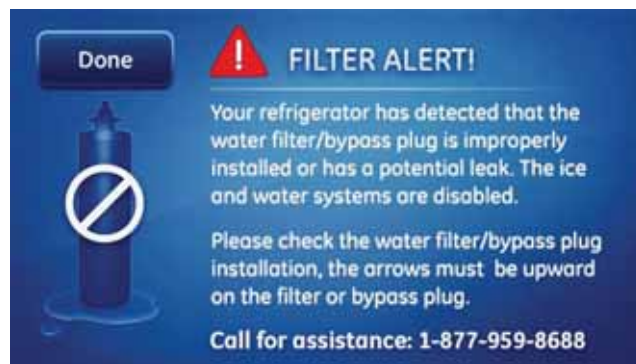 Done
FILTER ALERT!
Your refrigerator has detected that the
water filter/bypass plug is improperly
installed or has a potential leak. The ice
and water systems are disabled.
Please check the water filter/bypass plug
installation, the arrows must be upward
on the filter or bypass plug.
Call for assistance: 1-877-959-8688